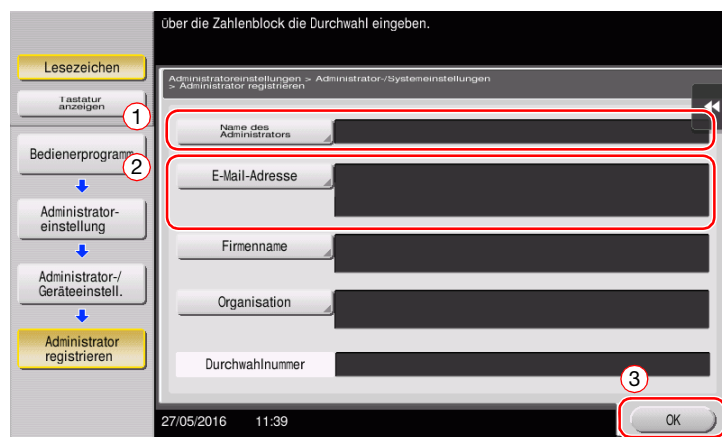 über die Zahlenblock die Durchwahl eingeben.
Lesezeichen
Tastatur
anzeigen
1
Bedienerprogramm
2
Administrator-
einstellung
Administrator-/
Geräteeinstell.
Administrator
registrieren
Administratoreinstellungen > Administrator-/Systemeinstellungen
> Administrator registrieren
Name des
Administrators
E-Mail-Adresse
Firmenname
Organisation
Durchwahlnummer
3
27/05/2016 11:39
OK